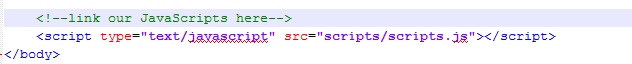 <!--link our JavaScripts here-->
<script type="text/javascript" src="scripts/scripts.js"></script>
</body>